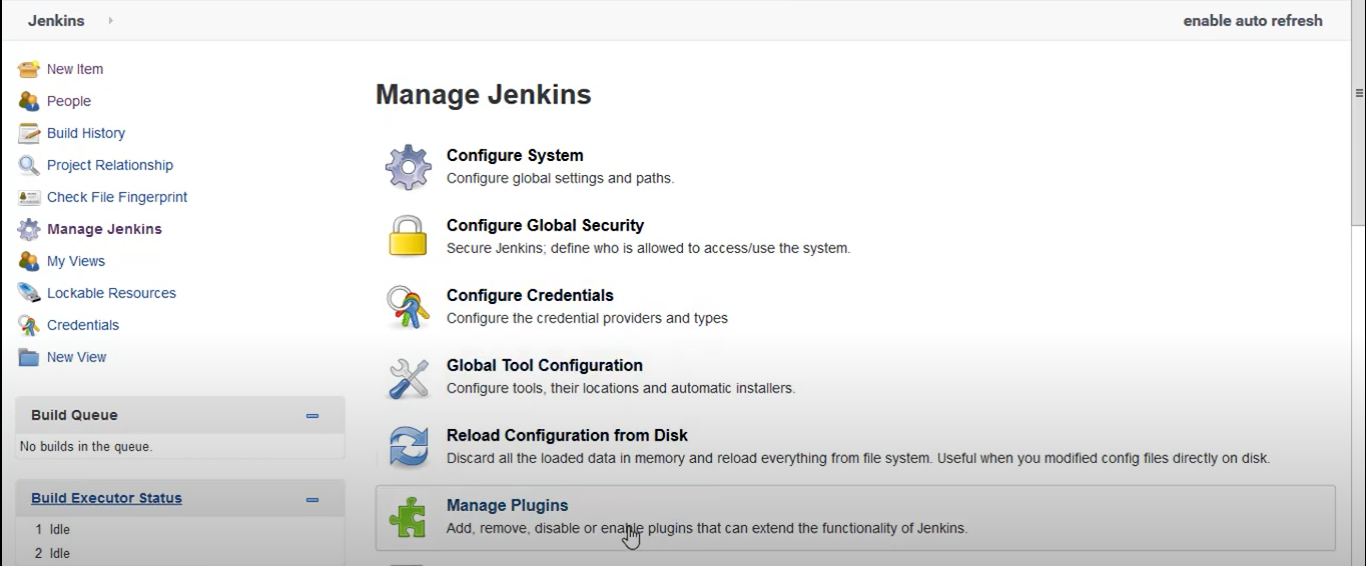 Jenkins
enable auto refresh
New Item
People
Build History
Project Relationship
Check File Fingerprint
Manage Jenkins
My Views
Lockable Resources
Credentials
New View
Build Queue
No builds in the queue.
Build Executor Status
1 Idle
2 Idle
Manage Jenkins
Configure System
Configure global settings and paths.
Configure Global Security
Secure Jenkins; define who is allowed to access/use the system.
Configure Credentials
Configure the credential providers and types
Global Tool Configuration
Configure tools, their locations and automatic installers.
Reload Configuration from Disk
Discard all the loaded data in memory and reload everything from file system. Useful when you modified config files directly on disk.
Manage Plugins
Add, remove, disable or enable plugins that can extend the functionality of Jenkins.